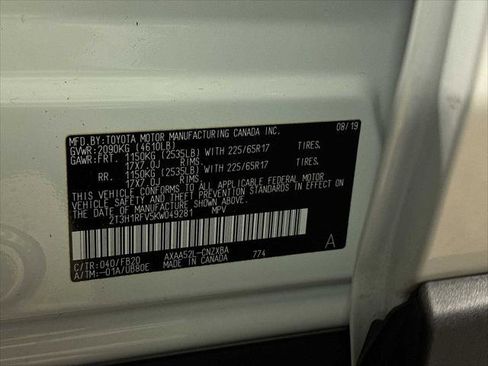 MFD.BY:TOYOTA MOTOR MANUFACTURING CANADA INC. 08/19
GVWR:2090KG (4610LB)
GAWR:FRT. 1150KG (2535LB) WITH 225/65R17 TIRES.
17X7.0J RIMS.
RR. 1150KG (2535LB) WITH 225/65R17 TIRES.
17X7.0J RIMS.
THIS VEHICLE CONFORMS TO ALL APPLICABLE FEDERAL MOTOR
VEHICLE SAFETY AND THEFT PREVENTION STANDARDS IN EFFECT ON
THE DATE OF MANUFACTURE SHOWN ABOVE.
2T3H1RFV5KW049281 MPV
C/TR:040/FB20 AXAA52L-CNZXBA 774 A
A/TM:-01A/UB80E MADE IN CANADA